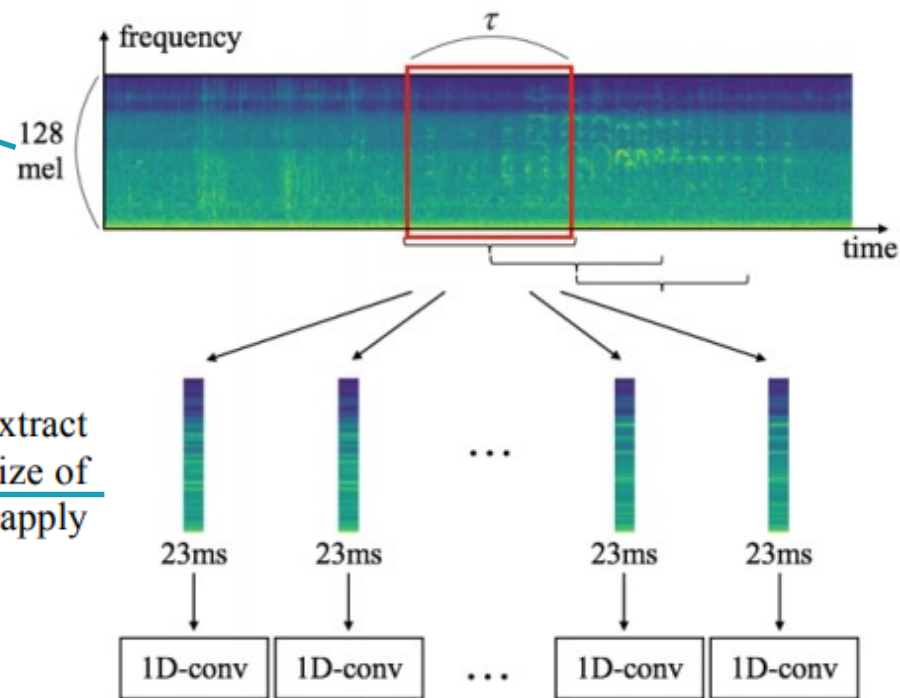 τ
frequency
128
mel
time
xtract
ize of
apply
...
23ms 23ms 23ms 23ms
1D-conv 1D-conv ... 1D-conv 1D-conv